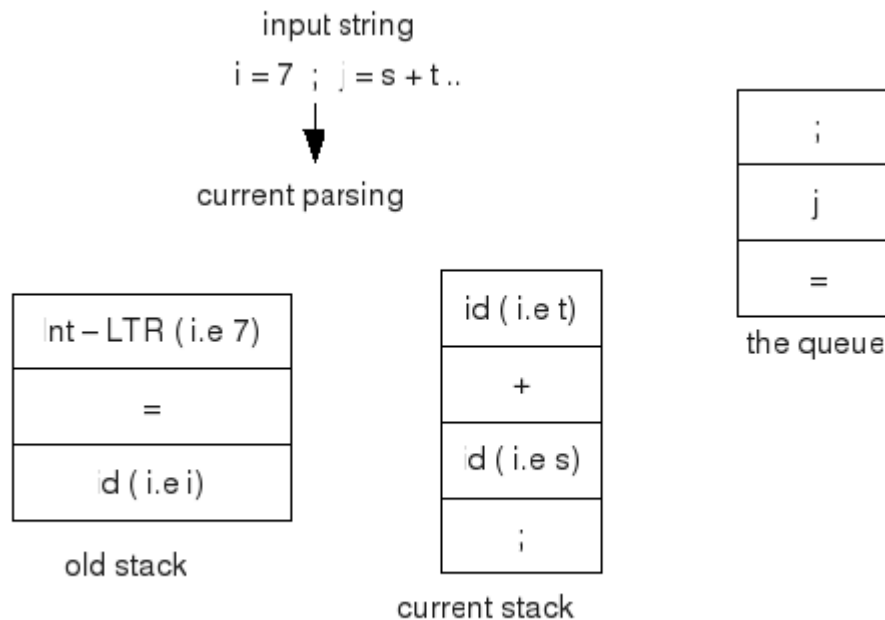 input string
i = 7 ; j = s + t ..
current parsing
;
j
=
the queue
Int – LTR ( i.e 7)
=
id ( i.e i)
old stack
id ( i.e t)
+
id ( i.e s)
;
current stack